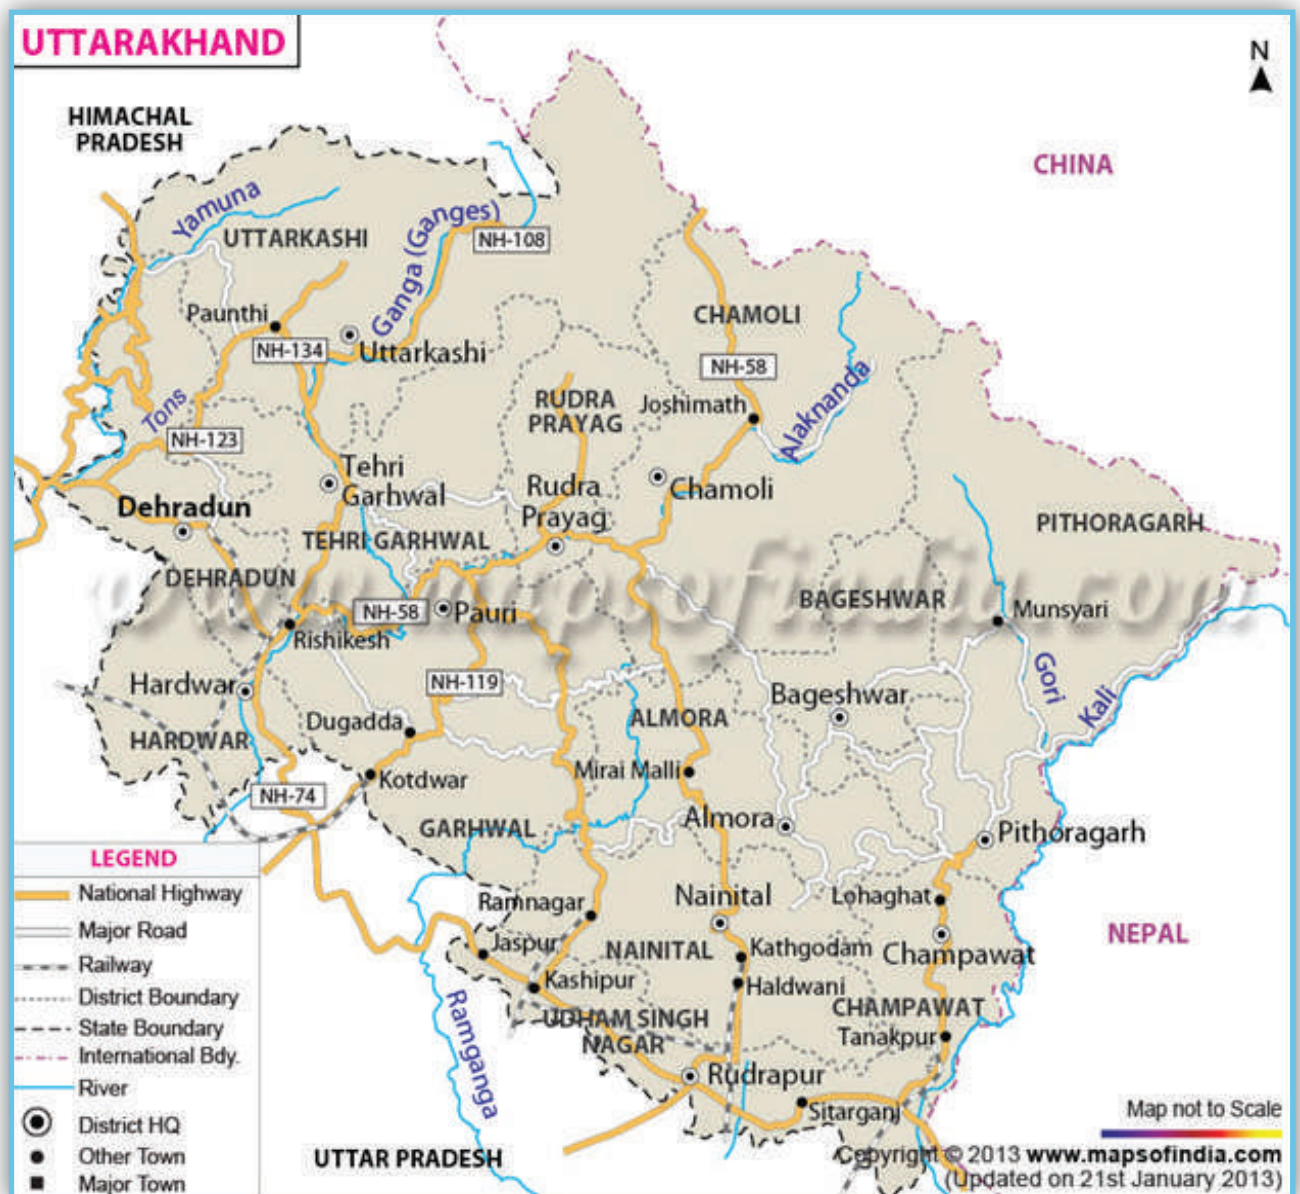 UTTARAKHAND
N
HIMACHAL
PRADESH
CHINA
Yamuna
UTTARKASHI
Ganga (Ganges)
NH-108
Paunthi
NH-134
Uttarkashi
CHAMOLI
NH-58
Joshimath
Alaknanda
RUDRA
PRAYAG
Tons
NH-123
Tehri
Garhwal
Rudra
Prayag
Chamoli
Dehradun
TEHRI GARHWAL
PITHORAGARH
DEHRADUN
www.mapsofindia.com
NH-58
Pauri
BAGESHWAR
Munsyari
Rishikesh
Hardwar
NH-119
Bageshwar
Gori
Kali
HARDWAR
Dugadda
ALMORA
Mirai Malli
Kotdwar
NH-74
GARHWAL
Almora
Pithoragarh
LEGEND
National Highway
Major Road
Railway
District Boundary
State Boundary
International Bdy.
River
District HQ
Other Town
Major Town
Ramnagar
Nainital
Lohaghat
NEPAL
Jaspur
NAINITAL
Kathgodam
Champawat
Kashipur
Haldwani
CHAMPAWAT
UDHAM SINGH
NAGAR
Tanakpur
Ramganga
Rudrapur
Sitarganj
UTTAR PRADESH
Map not to Scale
Copyright © 2013 www.mapsofindia.com
(Updated on 21st January 2013)